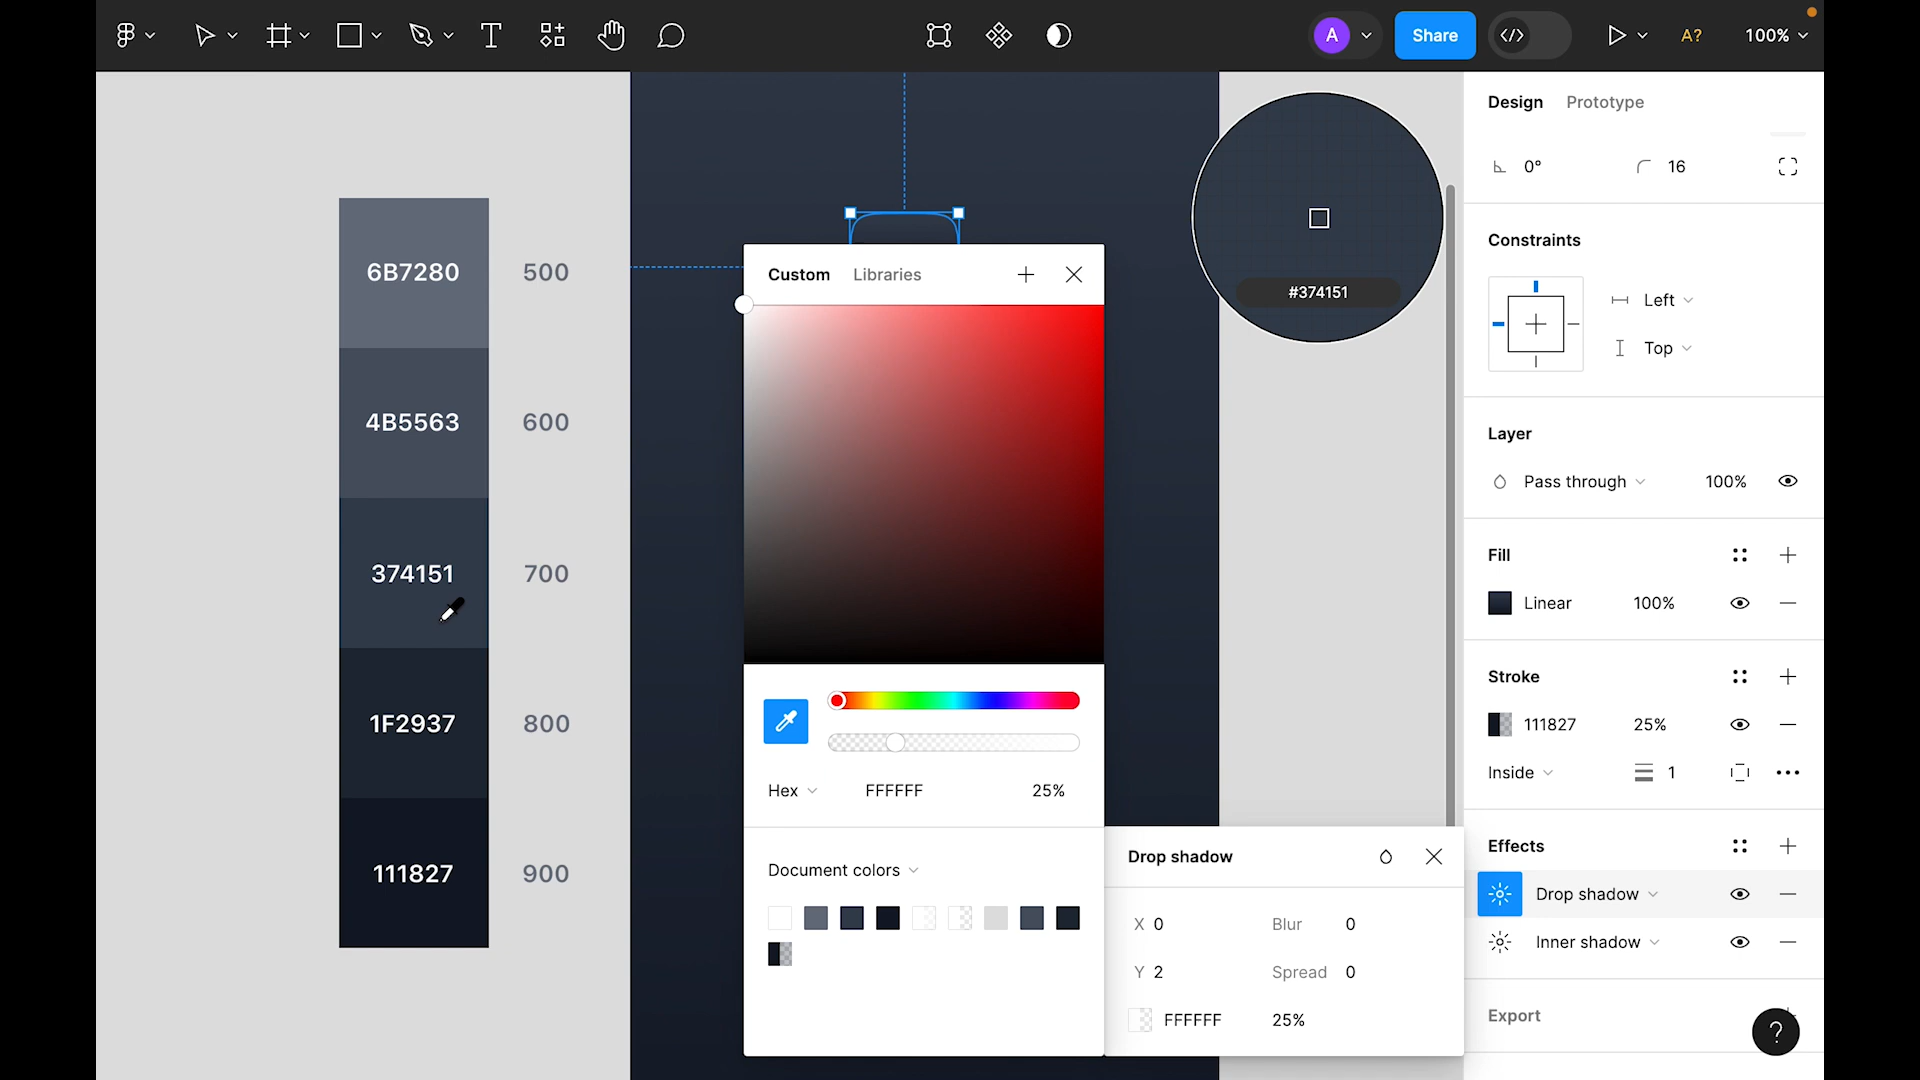 Share
A
A?
100%
6B7280 500
4B5563 600
374151 700
1F2937 800
111827 900
#374151
Custom Libraries
Hex FFFFFF 25%
Document colors
Drop shadow
X 0 Blur 0
Y 2 Spread 0
FFFFFF 25%
Design Prototype
0° 16
Constraints
Left
Top
Layer
Pass through 100%
Fill
Linear 100%
Stroke
111827 25%
Inside 1
Effects
Drop shadow
Inner shadow
Export
?